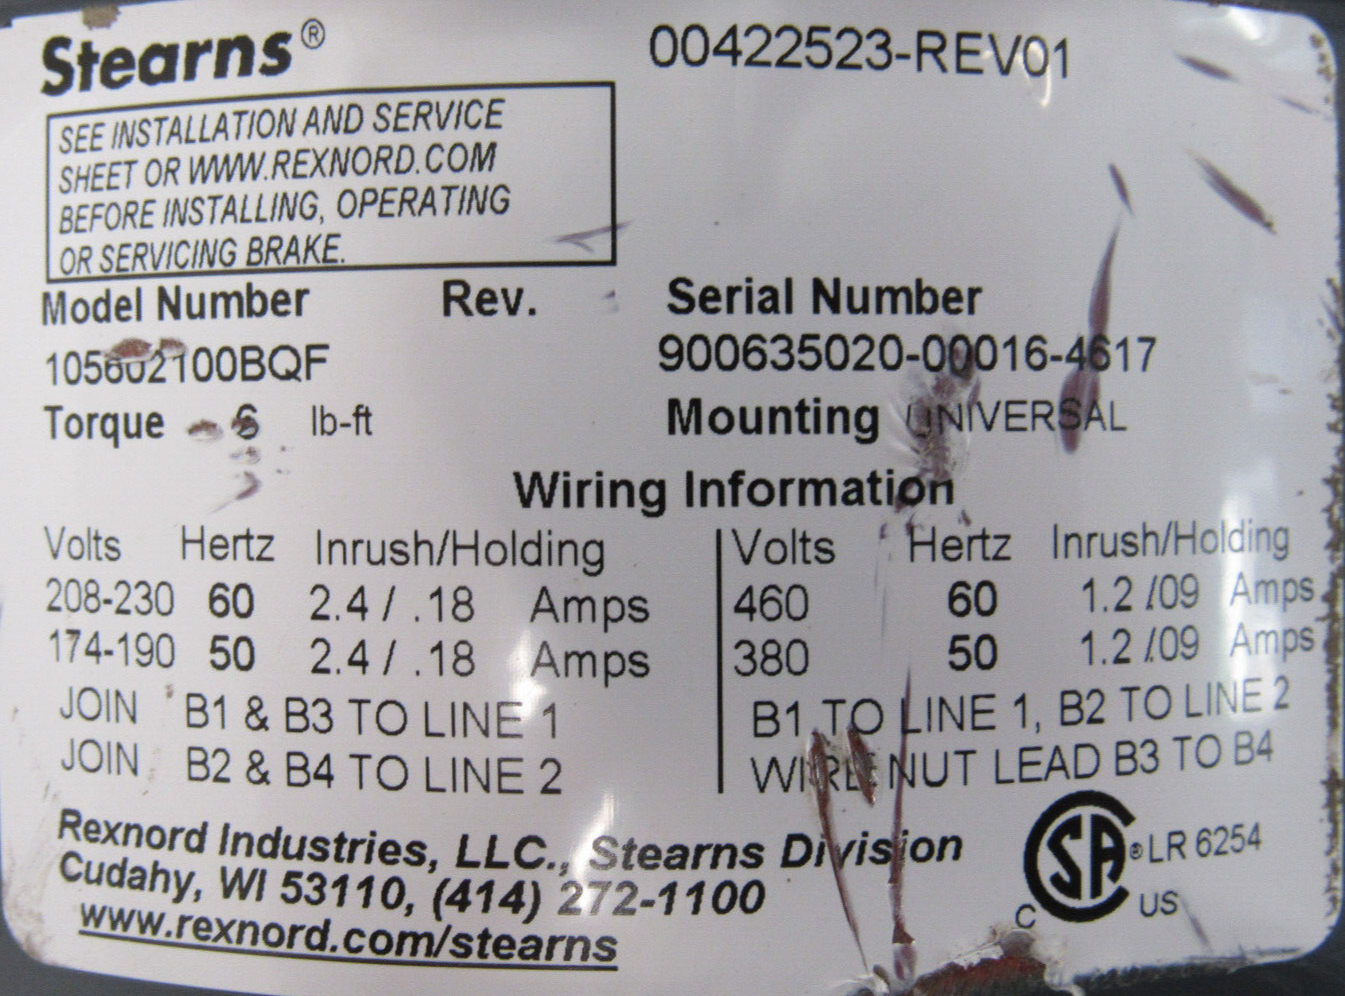 Stearns® 00422523-REV01
SEE INSTALLATION AND SERVICE
SHEET OR WWW.REXNORD.COM
BEFORE INSTALLING, OPERATING
OR SERVICING BRAKE.
Model Number Rev. Serial Number
105602100BQF 900635020-00016-4617
Torque 6 lb-ft Mounting UNIVERSAL
Wiring Information
Volts Hertz Inrush/Holding Volts Hertz Inrush/Holding
208-230 60 2.4 / .18 Amps 460 60 1.2 /09 Amps
174-190 50 2.4 / .18 Amps 380 50 1.2 /.09 Amps
JOIN B1 & B3 TO LINE 1 B1 TO LINE 1, B2 TO LINE 2
JOIN B2 & B4 TO LINE 2 WIRE NUT LEAD B3 TO B4
Rexnord Industries, LLC., Stearns Division
Cudahy, WI 53110, (414) 272-1100
www.rexnord.com/stearns
C SA ® LR 6254
US